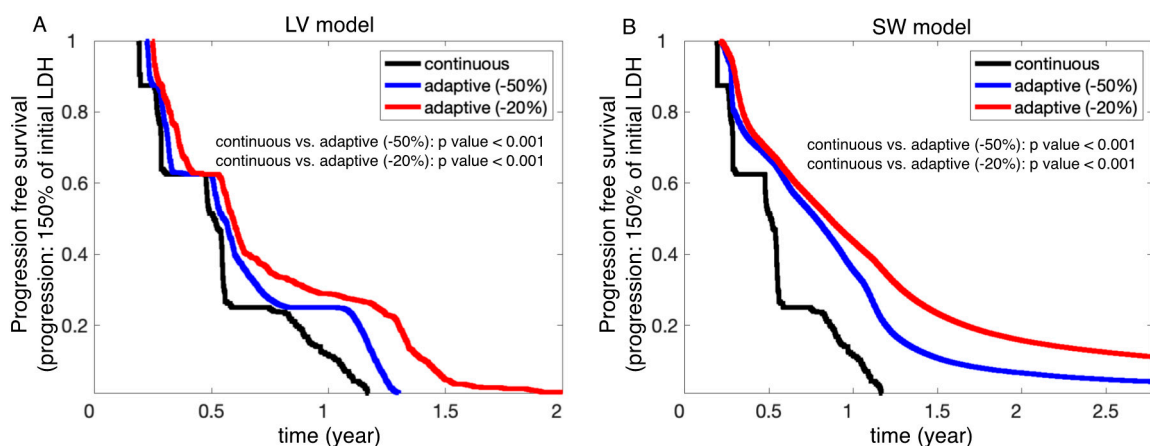 A
LV model
Progression free survival
(progression: 150% of initial LDH)
1
0.8
0.6
0.4
0.2
continuous
adaptive (-50%)
adaptive (-20%)
continuous vs. adaptive (-50%): p value < 0.001
continuous vs. adaptive (-20%): p value < 0.001
0 0.5 1 1.5 2
time (year)
B
SW model
Progression free survival
(progression: 150% of initial LDH)
1
0.8
0.6
0.4
0.2
continuous
adaptive (-50%)
adaptive (-20%)
continuous vs. adaptive (-50%): p value < 0.001
continuous vs. adaptive (-20%): p value < 0.001
0 0.5 1 1.5 2 2.5
time (year)